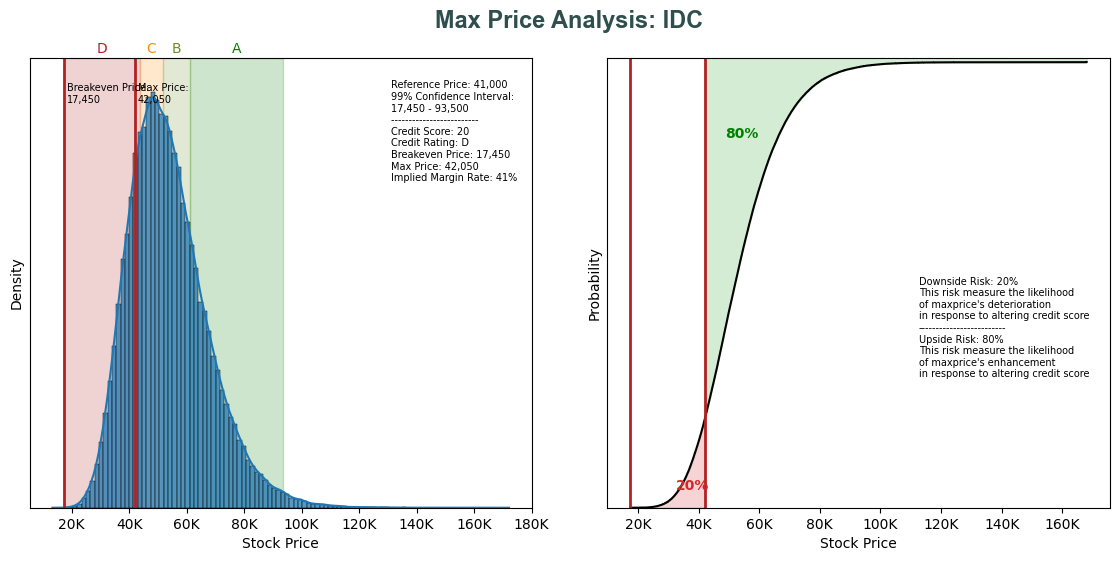 Max Price Analysis: IDC
D C B A
Breakeven Price:
17,450
Max Price:
42,050
Reference Price: 41,000
99% Confidence Interval:
17,450 - 93,500
-------------------------
Credit Score: 20
Credit Rating: D
Breakeven Price: 17,450
Max Price: 42,050
Implied Margin Rate: 41%
Density
20K 40K 60K 80K 100K 120K 140K 160K 180K
Stock Price
80%
20%
Downside Risk: 20%
This risk measure the likelihood
of maxprice's deterioration
in response to altering credit score
-------------------------
Upside Risk: 80%
This risk measure the likelihood
of maxprice's enhancement
in response to altering credit score
Probability
20K 40K 60K 80K 100K 120K 140K 160K
Stock Price